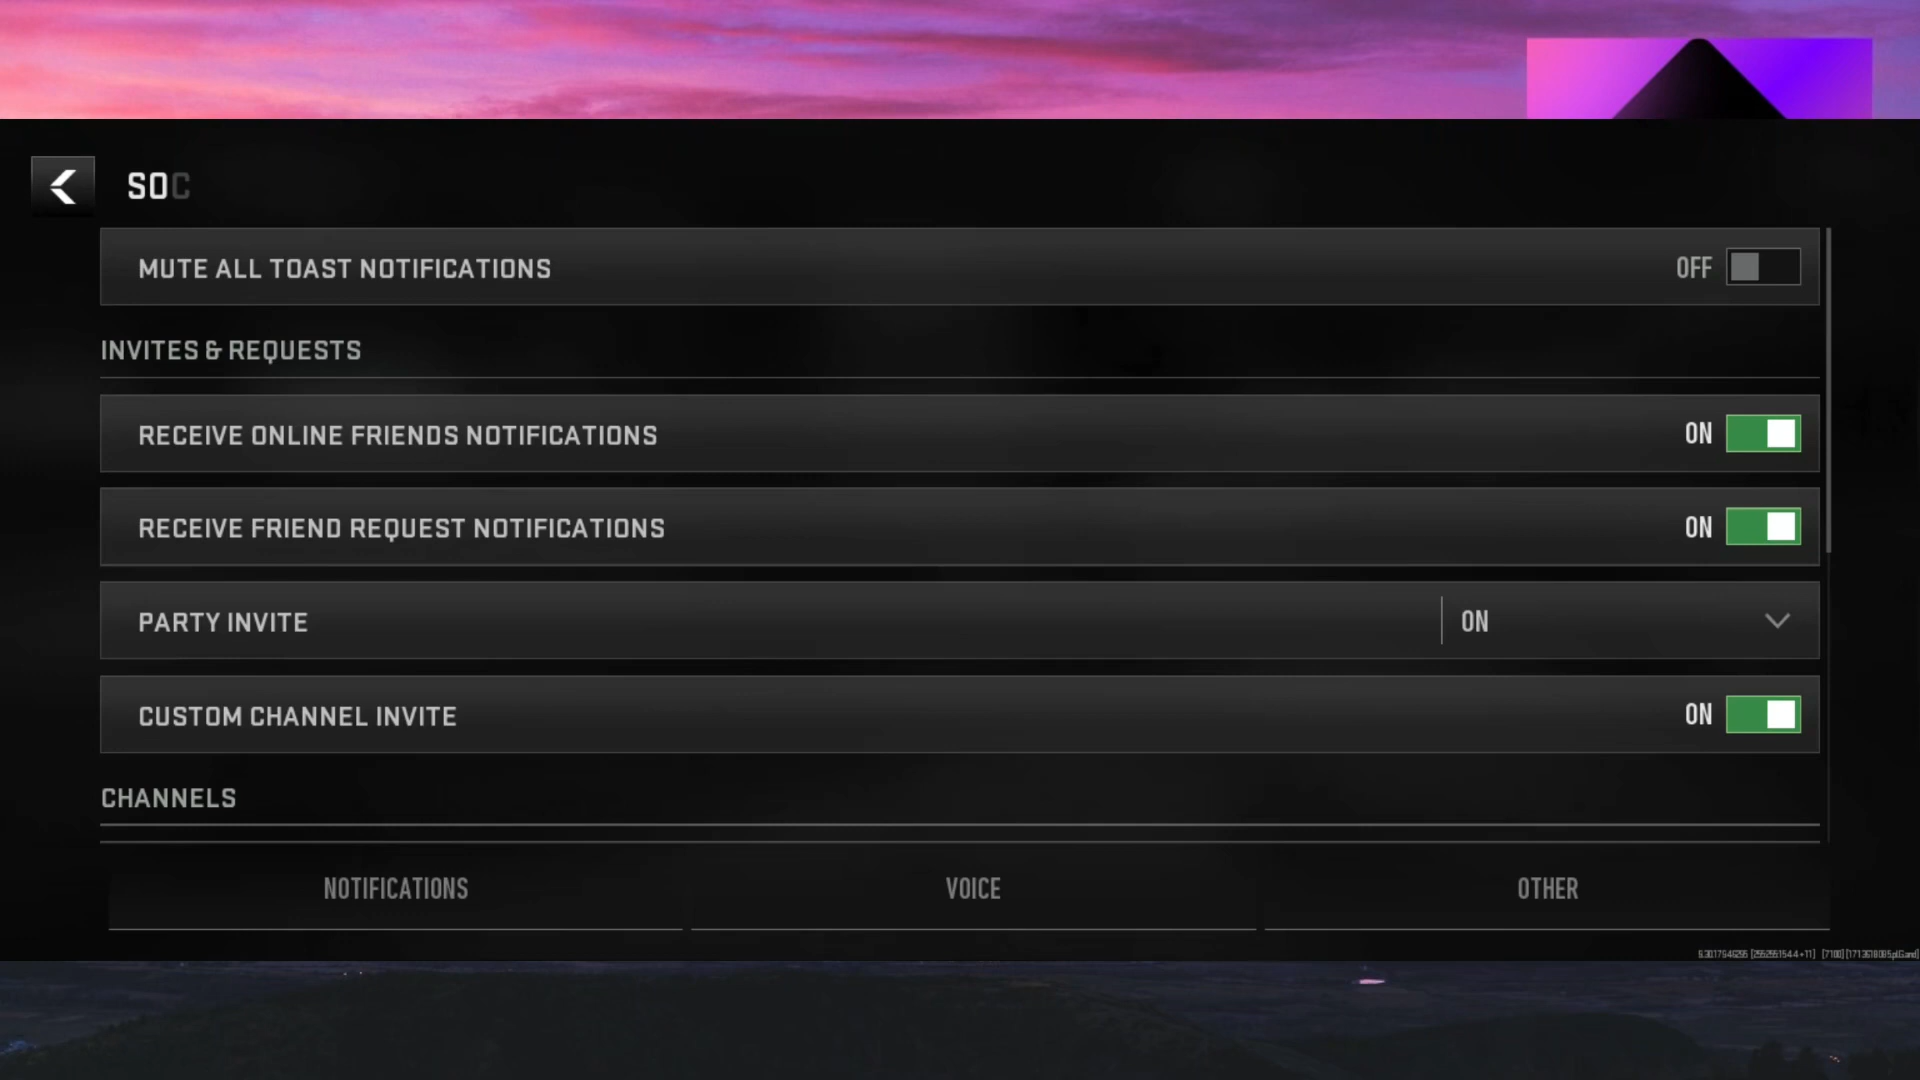 SOC
MUTE ALL TOAST NOTIFICATIONS
OFF
INVITES & REQUESTS
RECEIVE ONLINE FRIENDS NOTIFICATIONS
ON
RECEIVE FRIEND REQUEST NOTIFICATIONS
ON
PARTY INVITE
ON
CUSTOM CHANNEL INVITE
ON
CHANNELS
NOTIFICATIONS
VOICE
OTHER